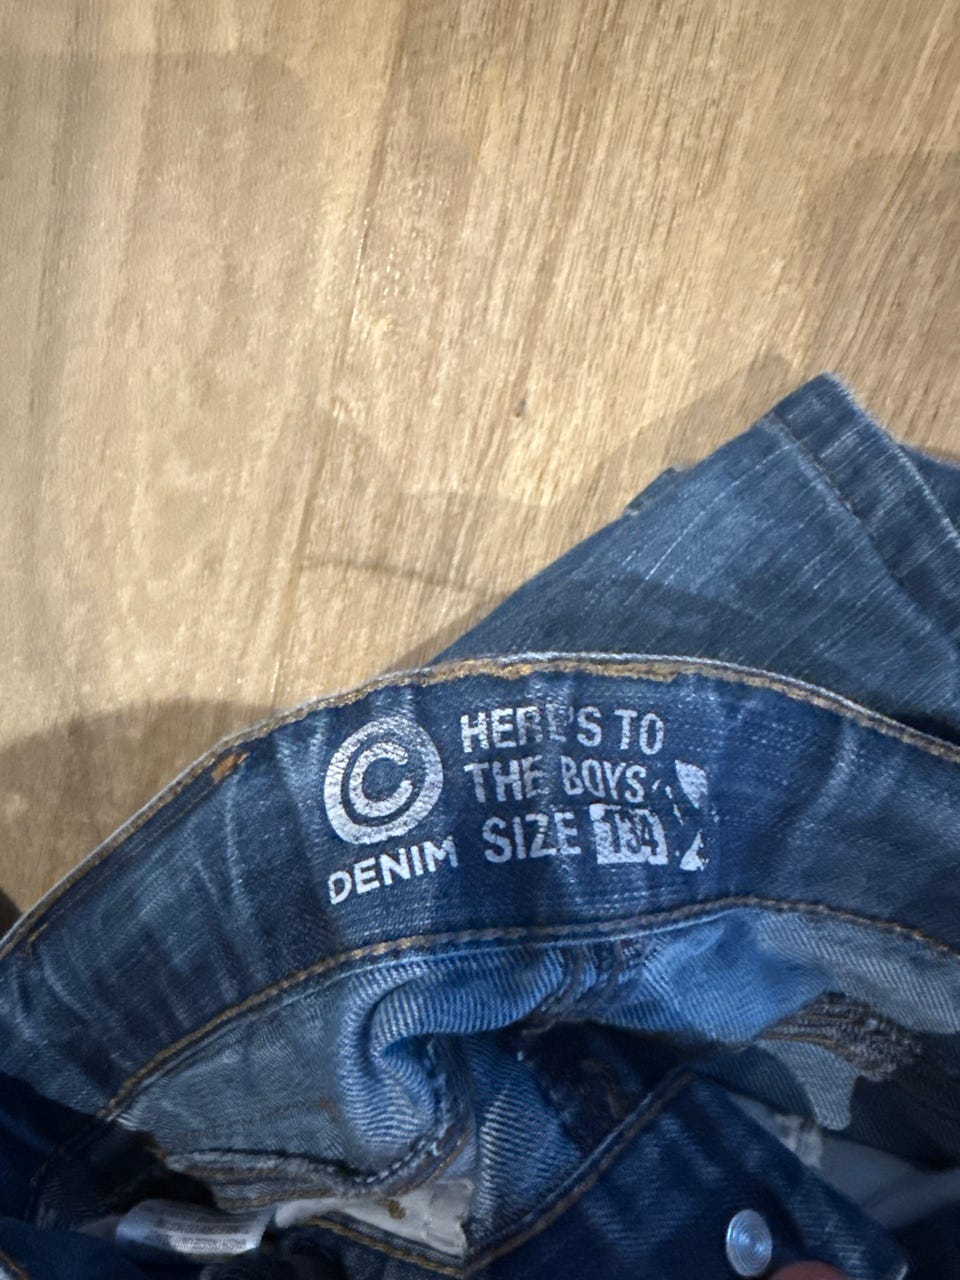 C
DENIM
HERE'S TO
THE BOYS
SIZE 134